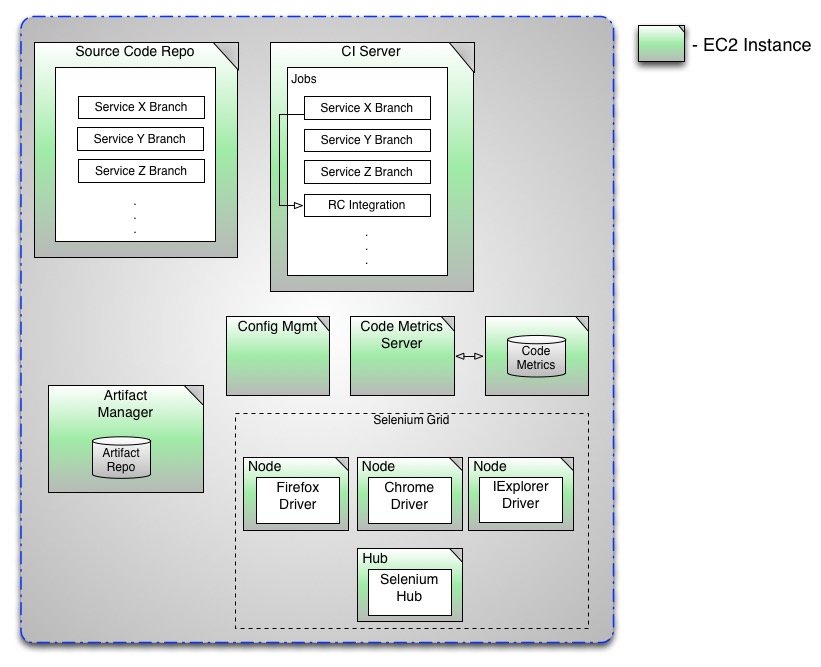 Source Code Repo
Service X Branch
Service Y Branch
Service Z Branch
.
.
.
CI Server
Jobs
Service X Branch
Service Y Branch
Service Z Branch
RC Integration
.
.
.
- EC2 Instance
Config Mgmt
Code Metrics
Server
Code
Metrics
Artifact
Manager
Artifact
Repo
Selenium Grid
Node
Firefox
Driver
Node
Chrome
Driver
Node
IExplorer
Driver
Hub
Selenium
Hub